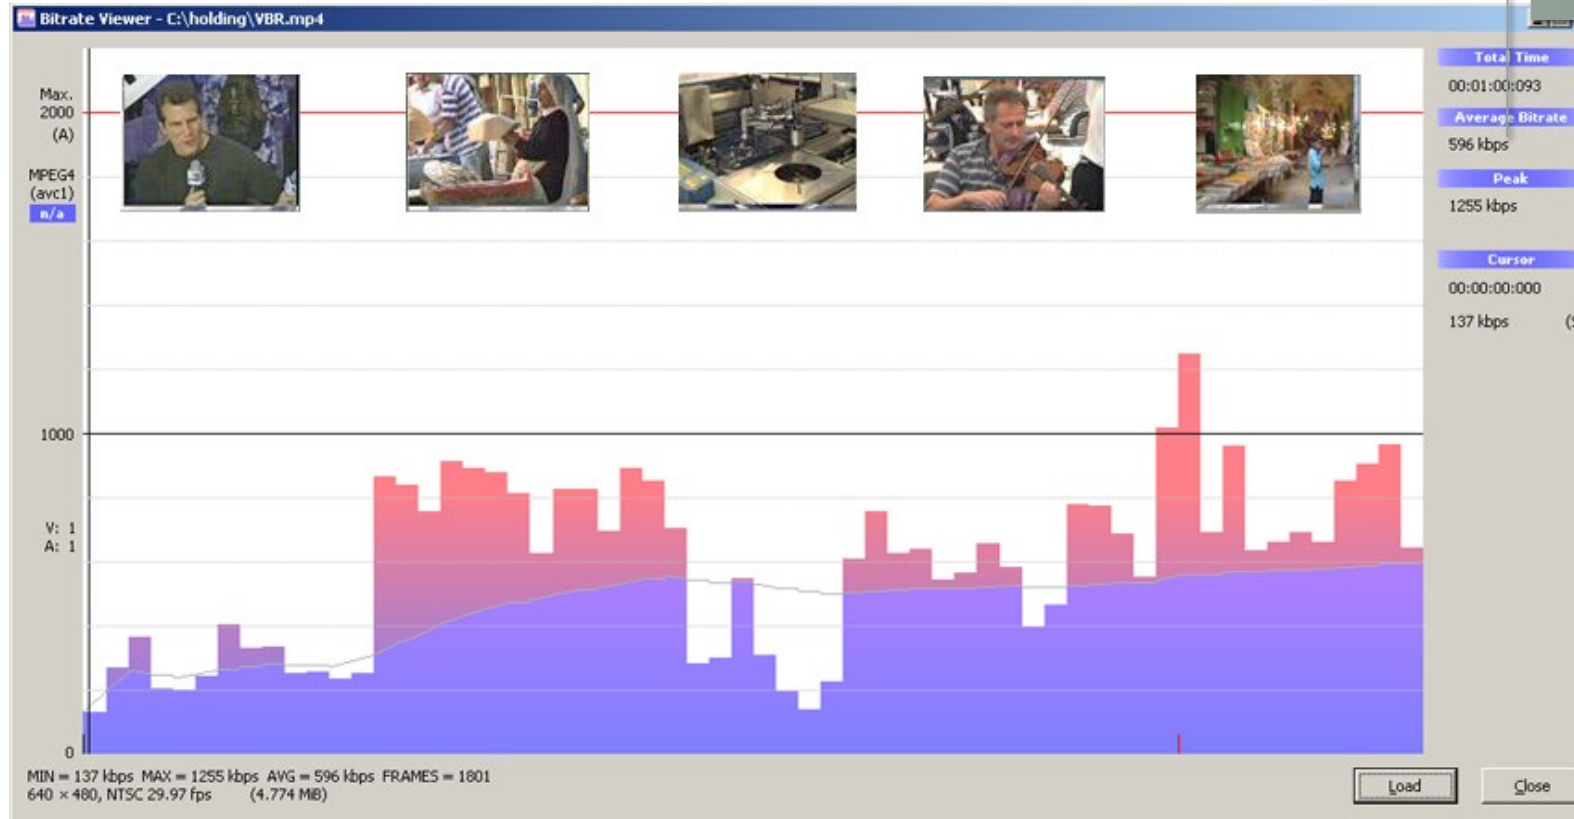 Bitrate Viewer - C:\holding\VBR.mp4
Max.
2000
(A)
MPEG4
(avc1)
n/a
1000
V: 1
A: 1
0
Total Time
00:01:00:093
Average Bitrate
596 kbps
Peak
1255 kbps
Cursor
00:00:00:000
137 kbps
MIN = 137 kbps MAX = 1255 kbps AVG = 596 kbps FRAMES = 1801
640 × 480, NTSC 29.97 fps (4.774 MiB)
Load
Close